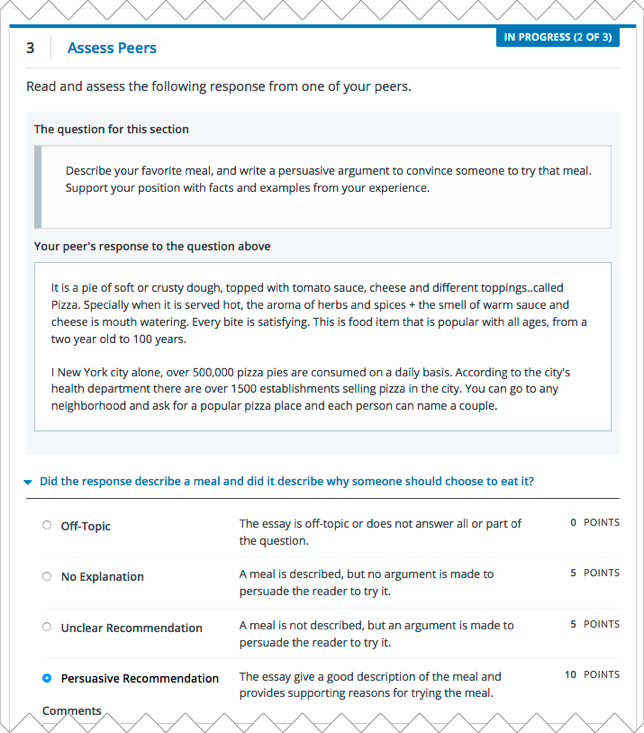 3 Assess Peers IN PROGRESS (2 OF 3)
Read and assess the following response from one of your peers.
The question for this section
Describe your favorite meal, and write a persuasive argument to convince someone to try that meal.
Support your position with facts and examples from your experience.
Your peer's response to the question above
It is a pie of soft or crusty dough, topped with tomato sauce, cheese and different toppings..called
Pizza. Specially when it is served hot, the aroma of herbs and spices + the smell of warm sauce and
cheese is mouth watering. Every bite is satisfying. This is food item that is popular with all ages, from a
two year old to 100 years.
I New York city alone, over 500,000 pizza pies are consumed on a daily basis. According to the city's
health department there are over 1500 establishments selling pizza in the city. You can go to any
neighborhood and ask for a popular pizza place and each person can name a couple.
Did the response describe a meal and did it describe why someone should choose to eat it?
Off-Topic The essay is off-topic or does not answer all or part of 0 POINTS
the question.
No Explanation A meal is described, but no argument is made to 5 POINTS
persuade the reader to try it.
Unclear Recommendation A meal is not described, but an argument is made to 5 POINTS
persuade the reader to try it.
Persuasive Recommendation The essay give a good description of the meal and 10 POINTS
provides supporting reasons for trying the meal.
Comments